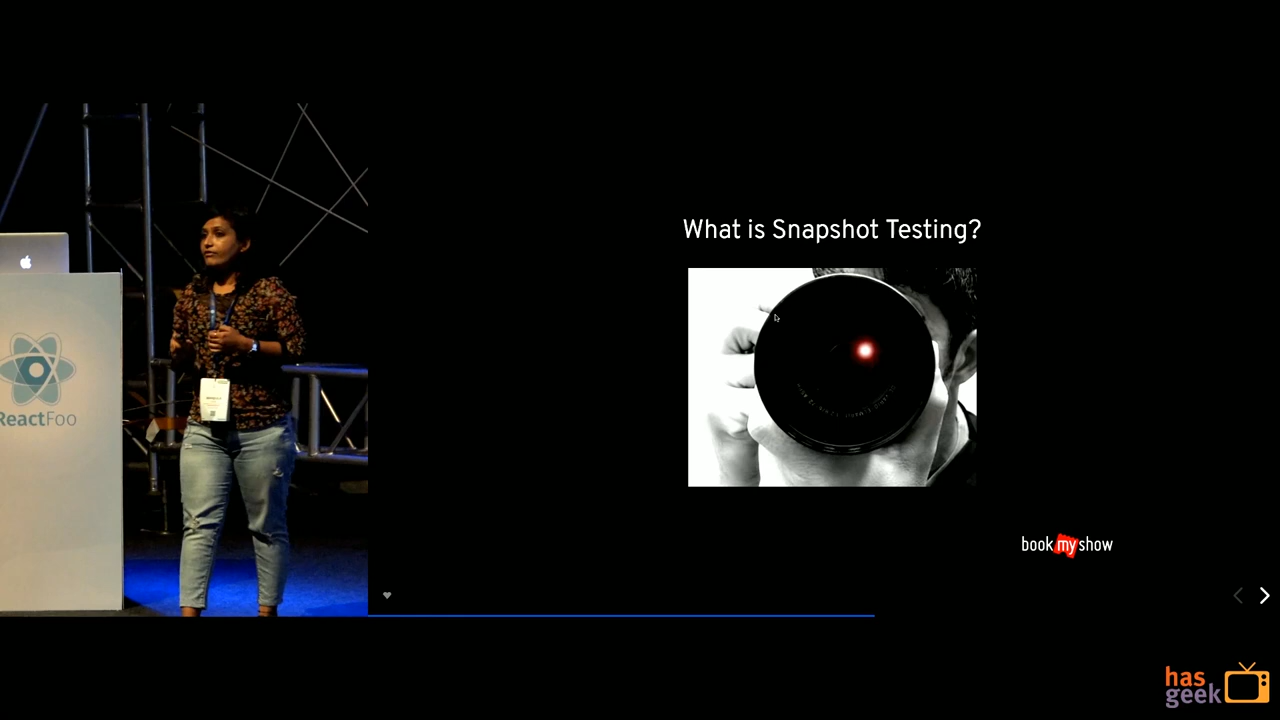 ReactFoo
What is Snapshot Testing?
bookmyshow
has
geek